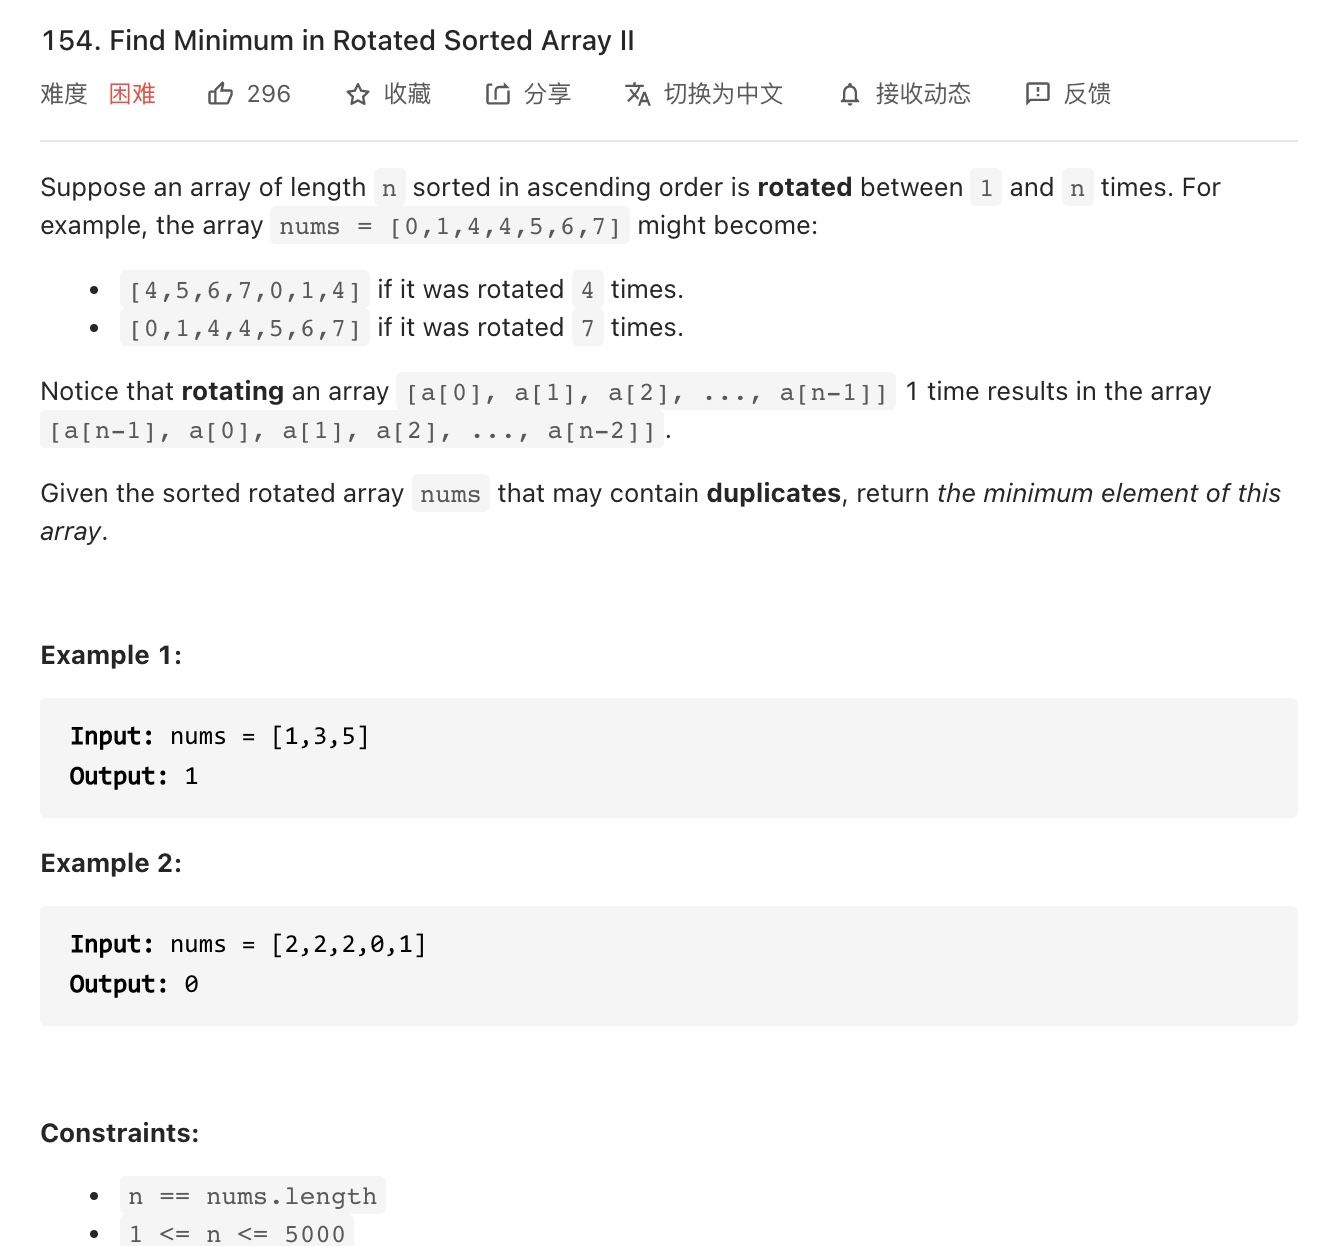 154. Find Minimum in Rotated Sorted Array II
难度 困难 296 收藏 分享 切换为中文 接收动态 反馈
Suppose an array of length n sorted in ascending order is rotated between 1 and n times. For
example, the array nums = [0,1,4,4,5,6,7] might become:
• [4,5,6,7,0,1,4] if it was rotated 4 times.
• [0,1,4,4,5,6,7] if it was rotated 7 times.
Notice that rotating an array [a[0], a[1], a[2], ..., a[n-1]] 1 time results in the array
[a[n-1], a[0], a[1], a[2], ..., a[n-2]].
Given the sorted rotated array nums that may contain duplicates, return the minimum element of this
array.
Example 1:
Input: nums = [1,3,5]
Output: 1
Example 2:
Input: nums = [2,2,2,0,1]
Output: 0
Constraints:
• n == nums.length
• 1 <= n <= 5000